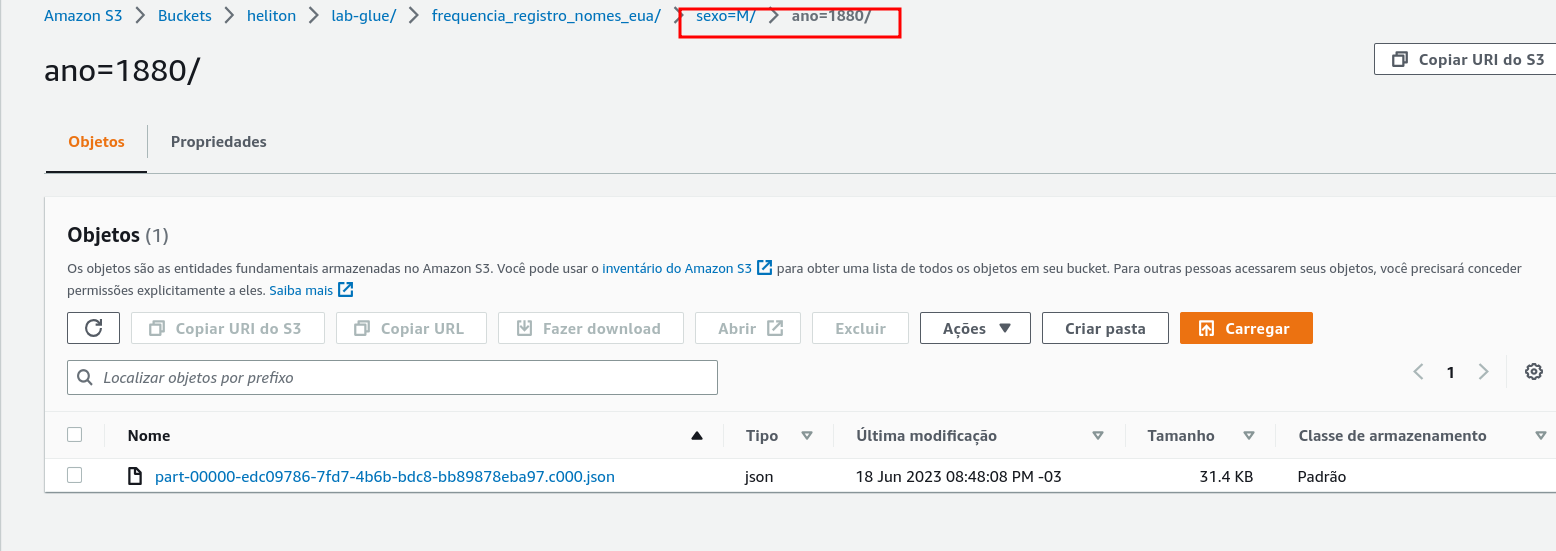 Amazon S3 > Buckets > heliton > lab-glue/ > frequencia_registro_nomes_eua/ > sexo=M/ > ano=1880/
ano=1880/
Copiar URI do S3
Objetos Propriedades
Objetos (1)
Os objetos são as entidades fundamentais armazenadas no Amazon S3. Você pode usar o inventário do Amazon S3 para obter uma lista de todos os objetos em seu bucket. Para outras pessoas acessarem seus objetos, você precisará conceder
permissões explicitamente a eles. Saiba mais
Copiar URI do S3 Copiar URL Fazer download Abrir Excluir Ações Criar pasta Carregar
Localizar objetos por prefixo
1
Nome Tipo Última modificação Tamanho Classe de armazenamento
part-00000-edc09786-7fd7-4b6b-bdc8-bb89878eba97.c000.json json 18 Jun 2023 08:48:08 PM -03 31.4 KB Padrão